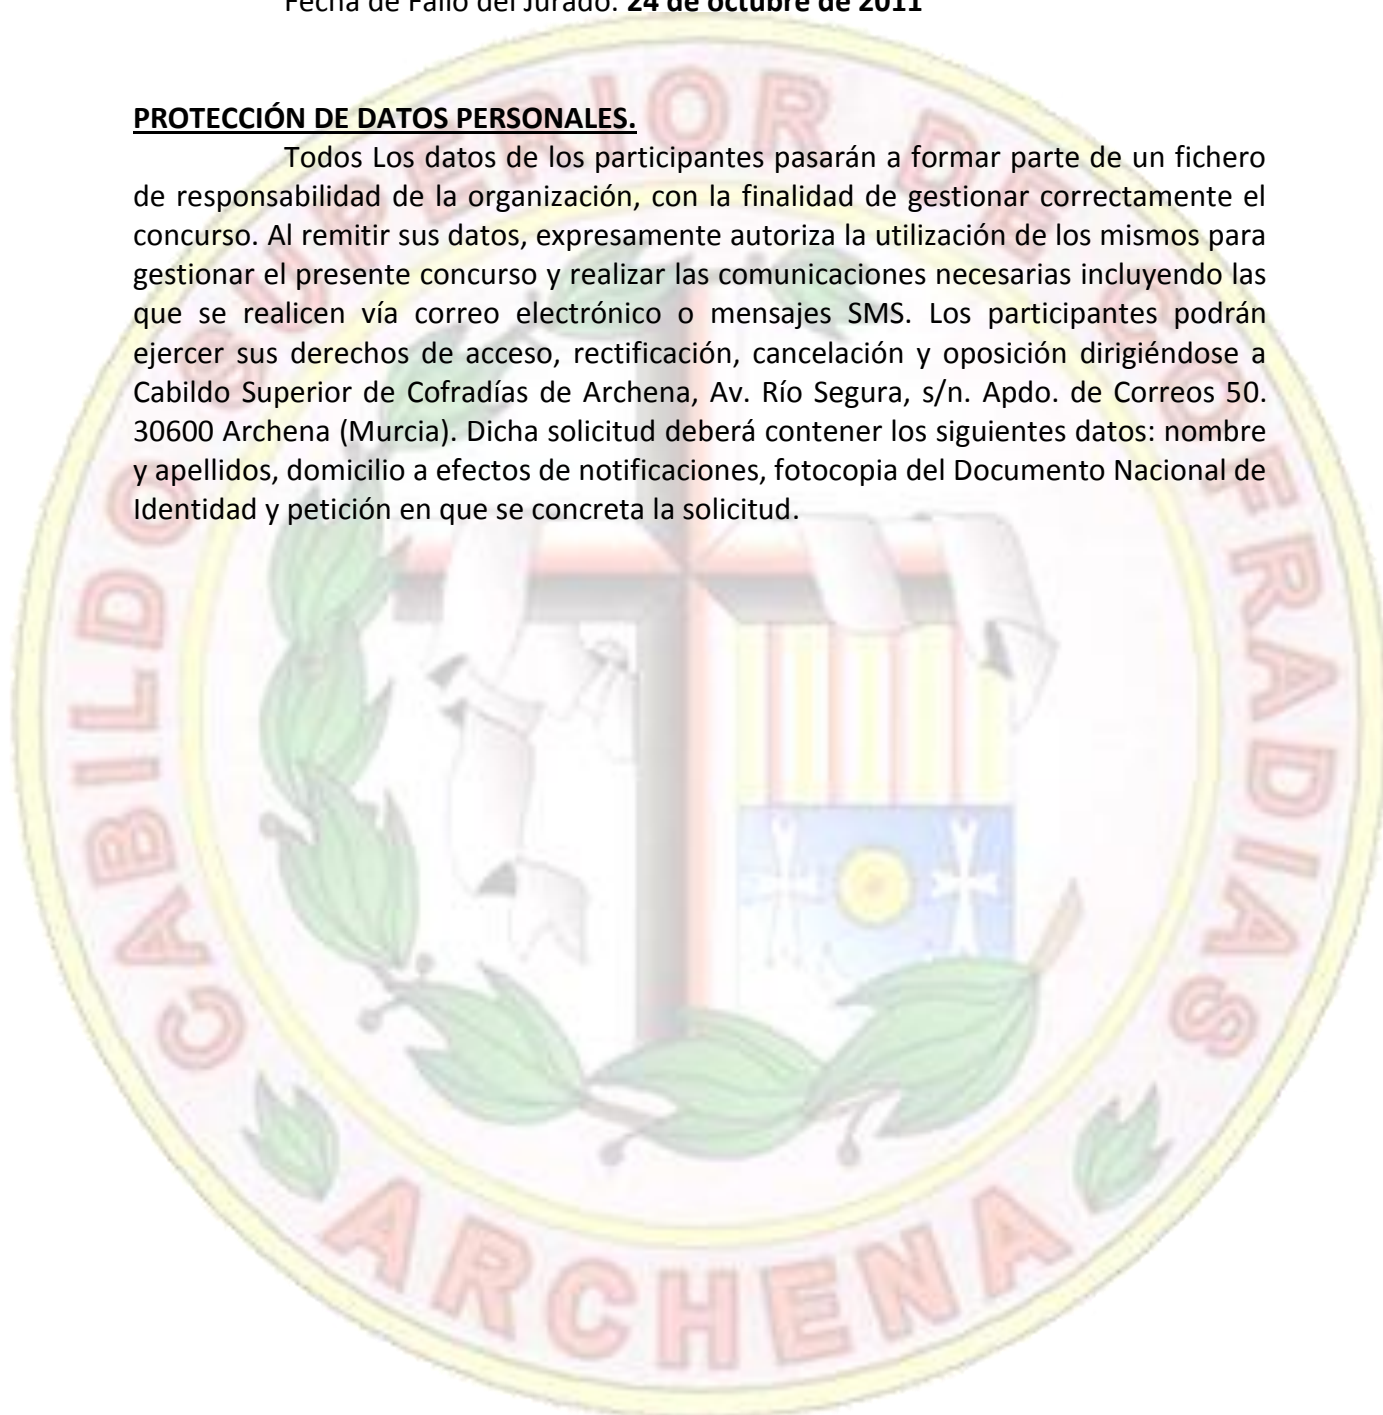 Fecha de Fallo del Jurado: 24 de octubre de 2011
PROTECCIÓN DE DATOS PERSONALES.
Todos Los datos de los participantes pasarán a formar parte de un fichero
de responsabilidad de la organización, con la finalidad de gestionar correctamente el
concurso. Al remitir sus datos, expresamente autoriza la utilización de los mismos para
gestionar el presente concurso y realizar las comunicaciones necesarias incluyendo las
que se realicen vía correo electrónico o mensajes SMS. Los participantes podrán
ejercer sus derechos de acceso, rectificación, cancelación y oposición dirigiéndose a
Cabildo Superior de Cofradías de Archena, Av. Río Segura, s/n. Apdo. de Correos 50.
30600 Archena (Murcia). Dicha solicitud deberá contener los siguientes datos: nombre
y apellidos, domicilio a efectos de notificaciones, fotocopia del Documento Nacional de
Identidad y petición en que se concreta la solicitud.
CABILDO SUPERIOR DE COFRADIAS
ARCHENA